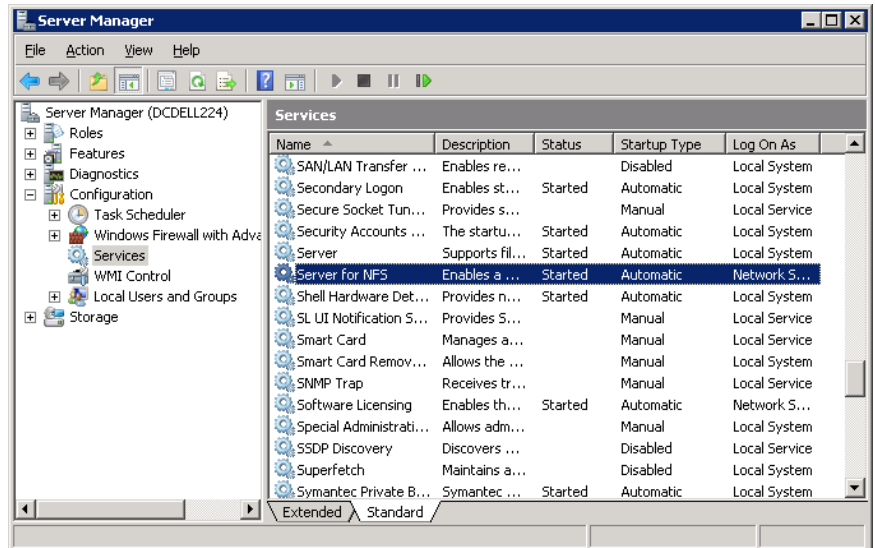 Server Manager
File Action View Help
Server Manager (DCDELL224)
Roles
Features
Diagnostics
Configuration
Task Scheduler
Windows Firewall with Adva
Services
WMI Control
Local Users and Groups
Storage
Services
Name Description Status Startup Type Log On As
SAN/LAN Transfer ... Enables re... Disabled Local System
Secondary Logon Enables st... Started Automatic Local System
Secure Socket Tun... Provides s... Manual Local Service
Security Accounts ... The startu... Started Automatic Local System
Server Supports fil... Started Automatic Local System
Server for NFS Enables a ... Started Automatic Network S...
Shell Hardware Det... Provides n... Started Automatic Local System
SL UI Notification S... Provides S... Manual Local Service
Smart Card Manages a... Manual Local Service
Smart Card Remov... Allows the ... Manual Local System
SNMP Trap Receives tr... Manual Local Service
Software Licensing Enables th... Started Automatic Network S...
Special Administrati... Allows adm... Manual Local System
SSDP Discovery Discovers ... Disabled Local Service
Superfetch Maintains a... Disabled Local System
Symantec Private B... Symantec ... Started Automatic Local System
Extended Standard